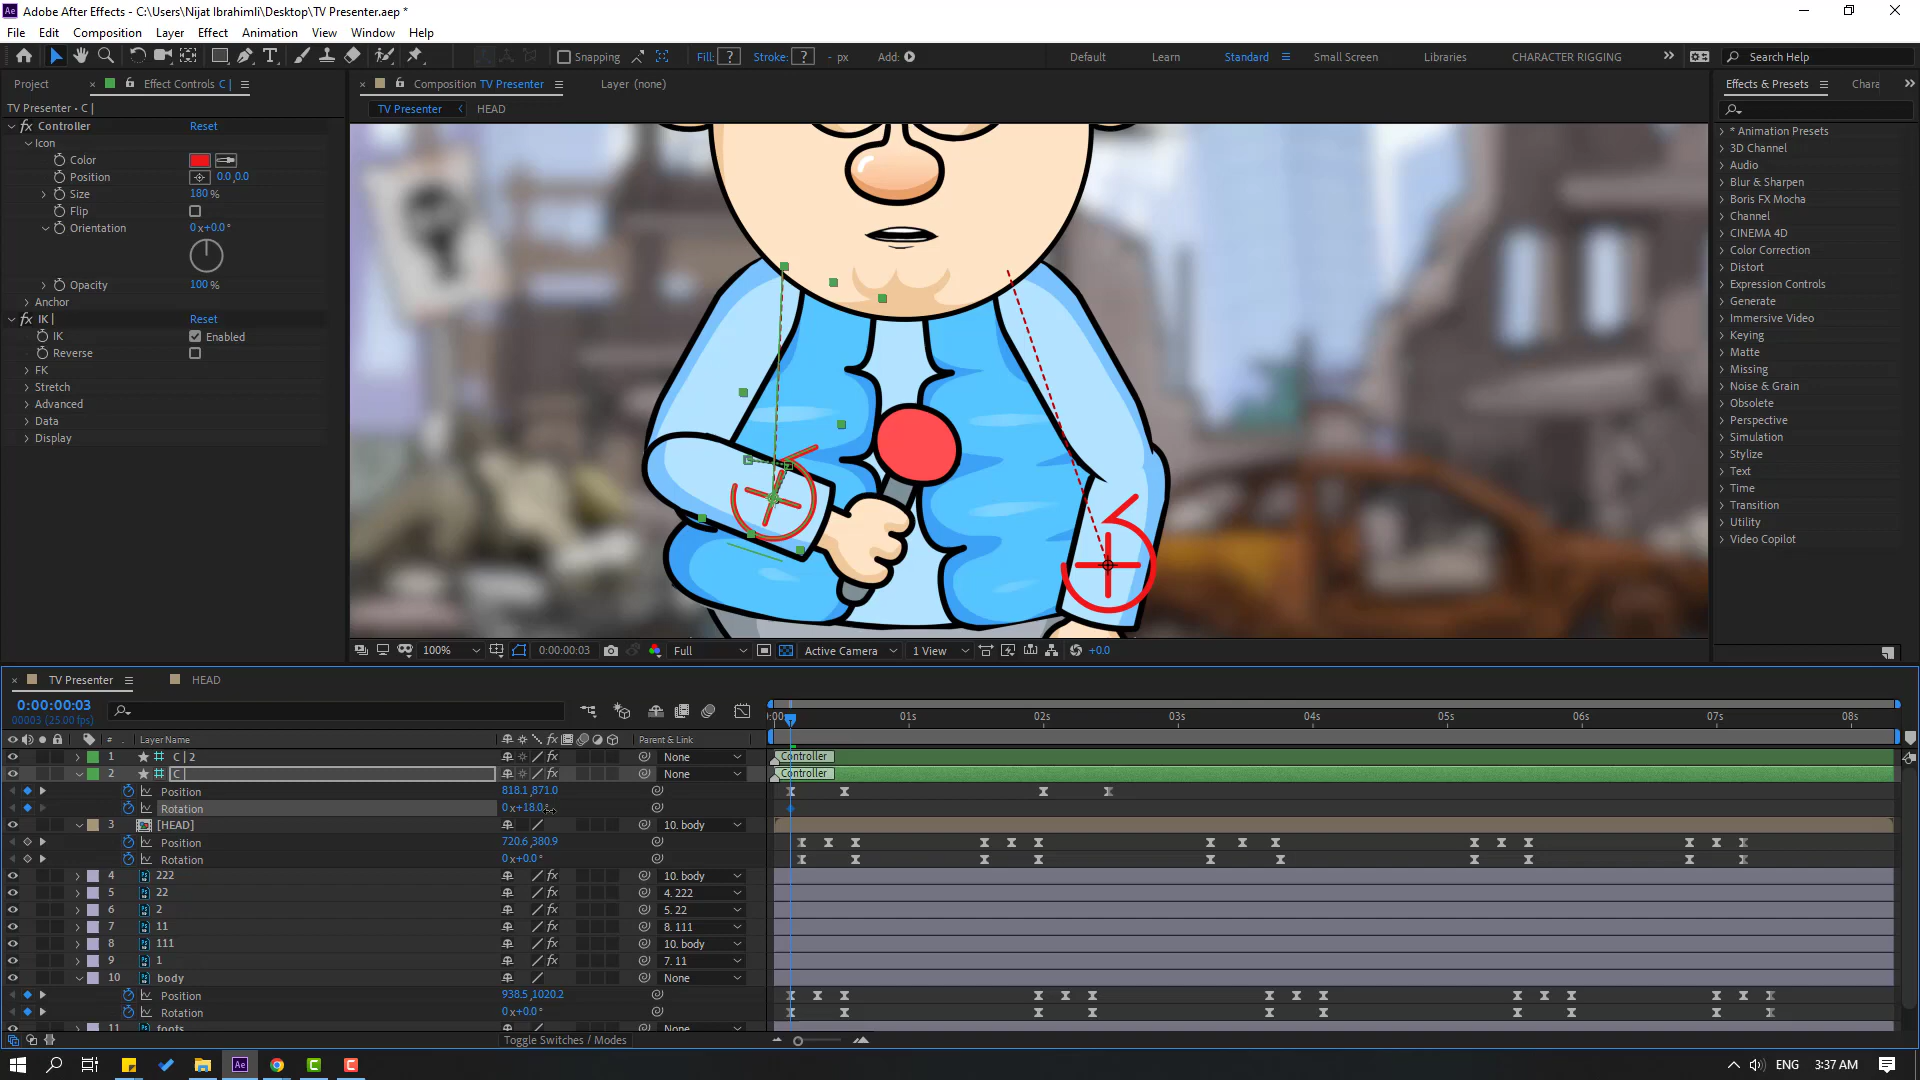 Adobe After Effects - C:\Users\Nijat Ibrahimli\Desktop\TV Presenter.aep *
File Edit Composition Layer Effect Animation View Window Help
Snapping Fill: ? Stroke: ? - px Add: Default Learn Standard Small Screen Libraries CHARACTER RIGGING Search Help
Project Effect Controls C | Composition TV Presenter Layer (none) Effects & Presets Chara
TV Presenter • C | TV Presenter HEAD
Controller Reset
Icon
Color
Position 0.0,0.0
Size 180 %
Flip
Orientation 0 x+0.0 °
Opacity 100 %
Anchor
IK | Reset
IK Enabled
Reverse
FK
Stretch
Advanced
Data
Display
* Animation Presets
3D Channel
Audio
Blur & Sharpen
Boris FX Mocha
Channel
CINEMA 4D
Color Correction
Distort
Expression Controls
Generate
Immersive Video
Keying
Matte
Missing
Noise & Grain
Obsolete
Perspective
Simulation
Stylize
Text
Time
Transition
Utility
Video Copilot
100% 0:00:00:03 Full Active Camera 1 View +0.0
TV Presenter HEAD
0:00:00:03
00003 (25.00 fps)
:00s 01s 02s 03s 04s 05s 06s 07s 08s
# . Layer Name Parent & Link
1 C | 2 None Controller
2 C | None Controller
Position 818.1,871.0
Rotation 0 x+18.0
3 [HEAD] 10. body
Position 720.6,380.9
Rotation 0 x+0.0 °
4 222 10. body
5 22 4. 222
6 2 5. 22
7 11 8. 111
8 111 10. body
9 1 7. 11
10 body None
Position 938.5,1020.2
Rotation 0 x+0.0 °
11 foots None
Toggle Switches / Modes
ENG 3:37 AM